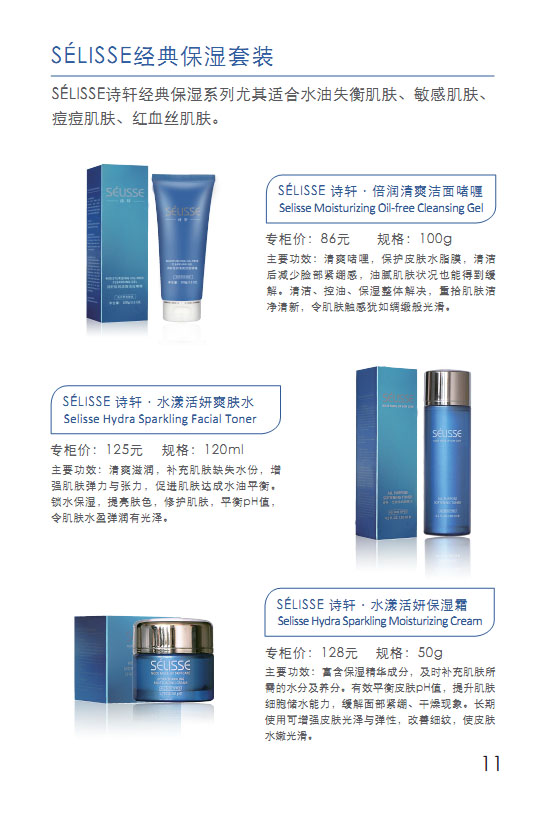 SÉLISSE经典保湿套装
SÉLISSE诗轩经典保湿系列尤其适合水油失衡肌肤、敏感肌肤、
痘痘肌肤、红血丝肌肤。
SÉLISSE
SÉLISSE
SÉLISSE 诗轩·倍润清爽洁面啫喱
Selisse Moisturizing Oil-free Cleansing Gel
专柜价：86元 规格：100g
主要功效：清爽啫喱，保护皮肤水脂膜，清洁
后减少脸部紧绷感，油腻肌肤状况也能得到缓
解。清洁、控油、保湿整体解决，重拾肌肤洁
净清新，令肌肤触感犹如绸缎般光滑。
SÉLISSE 诗轩·水漾活妍爽肤水
Selisse Hydra Sparkling Facial Toner
专柜价：125元 规格：120ml
主要功效：清爽滋润，补充肌肤缺失水份，增
强肌肤弹力与张力，促进肌肤达成水油平衡。
锁水保湿，提亮肤色，修护肌肤，平衡pH值，
令肌肤水盈弹润有光泽。
SÉLISSE
SÉLISSE
SÉLISSE 诗轩·水漾活妍保湿霜
Selisse Hydra Sparkling Moisturizing Cream
专柜价：128元 规格：50g
主要功效：富含保湿精华成分，及时补充肌肤所
需的水分及养分。有效平衡皮肤pH值，提升肌肤
细胞储水能力，缓解面部紧绷、干燥现象。长期
使用可增强皮肤光泽与弹性，改善细纹，使皮肤
水嫩光滑。
SÉLISSE
11